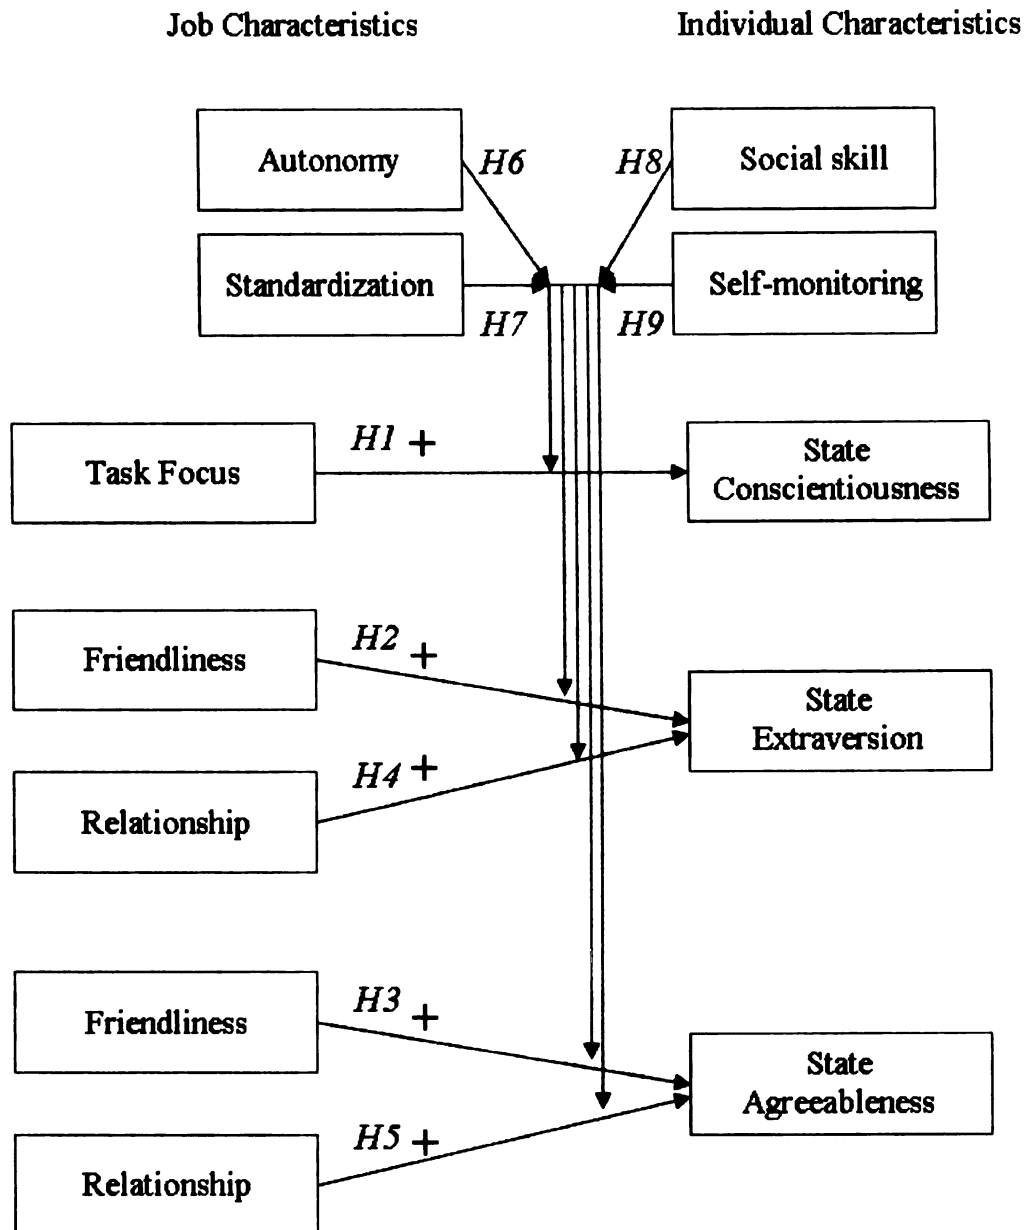 Job Characteristics
Individual Characteristics
Autonomy
H6
H8
Social skill
Standardization
H7
H9
Self-monitoring
Task Focus
H1 +
State
Conscientiousness
Friendliness
H2 +
State
Extraversion
Relationship
H4 +
Friendliness
H3 +
State
Agreeableness
Relationship
H5 +